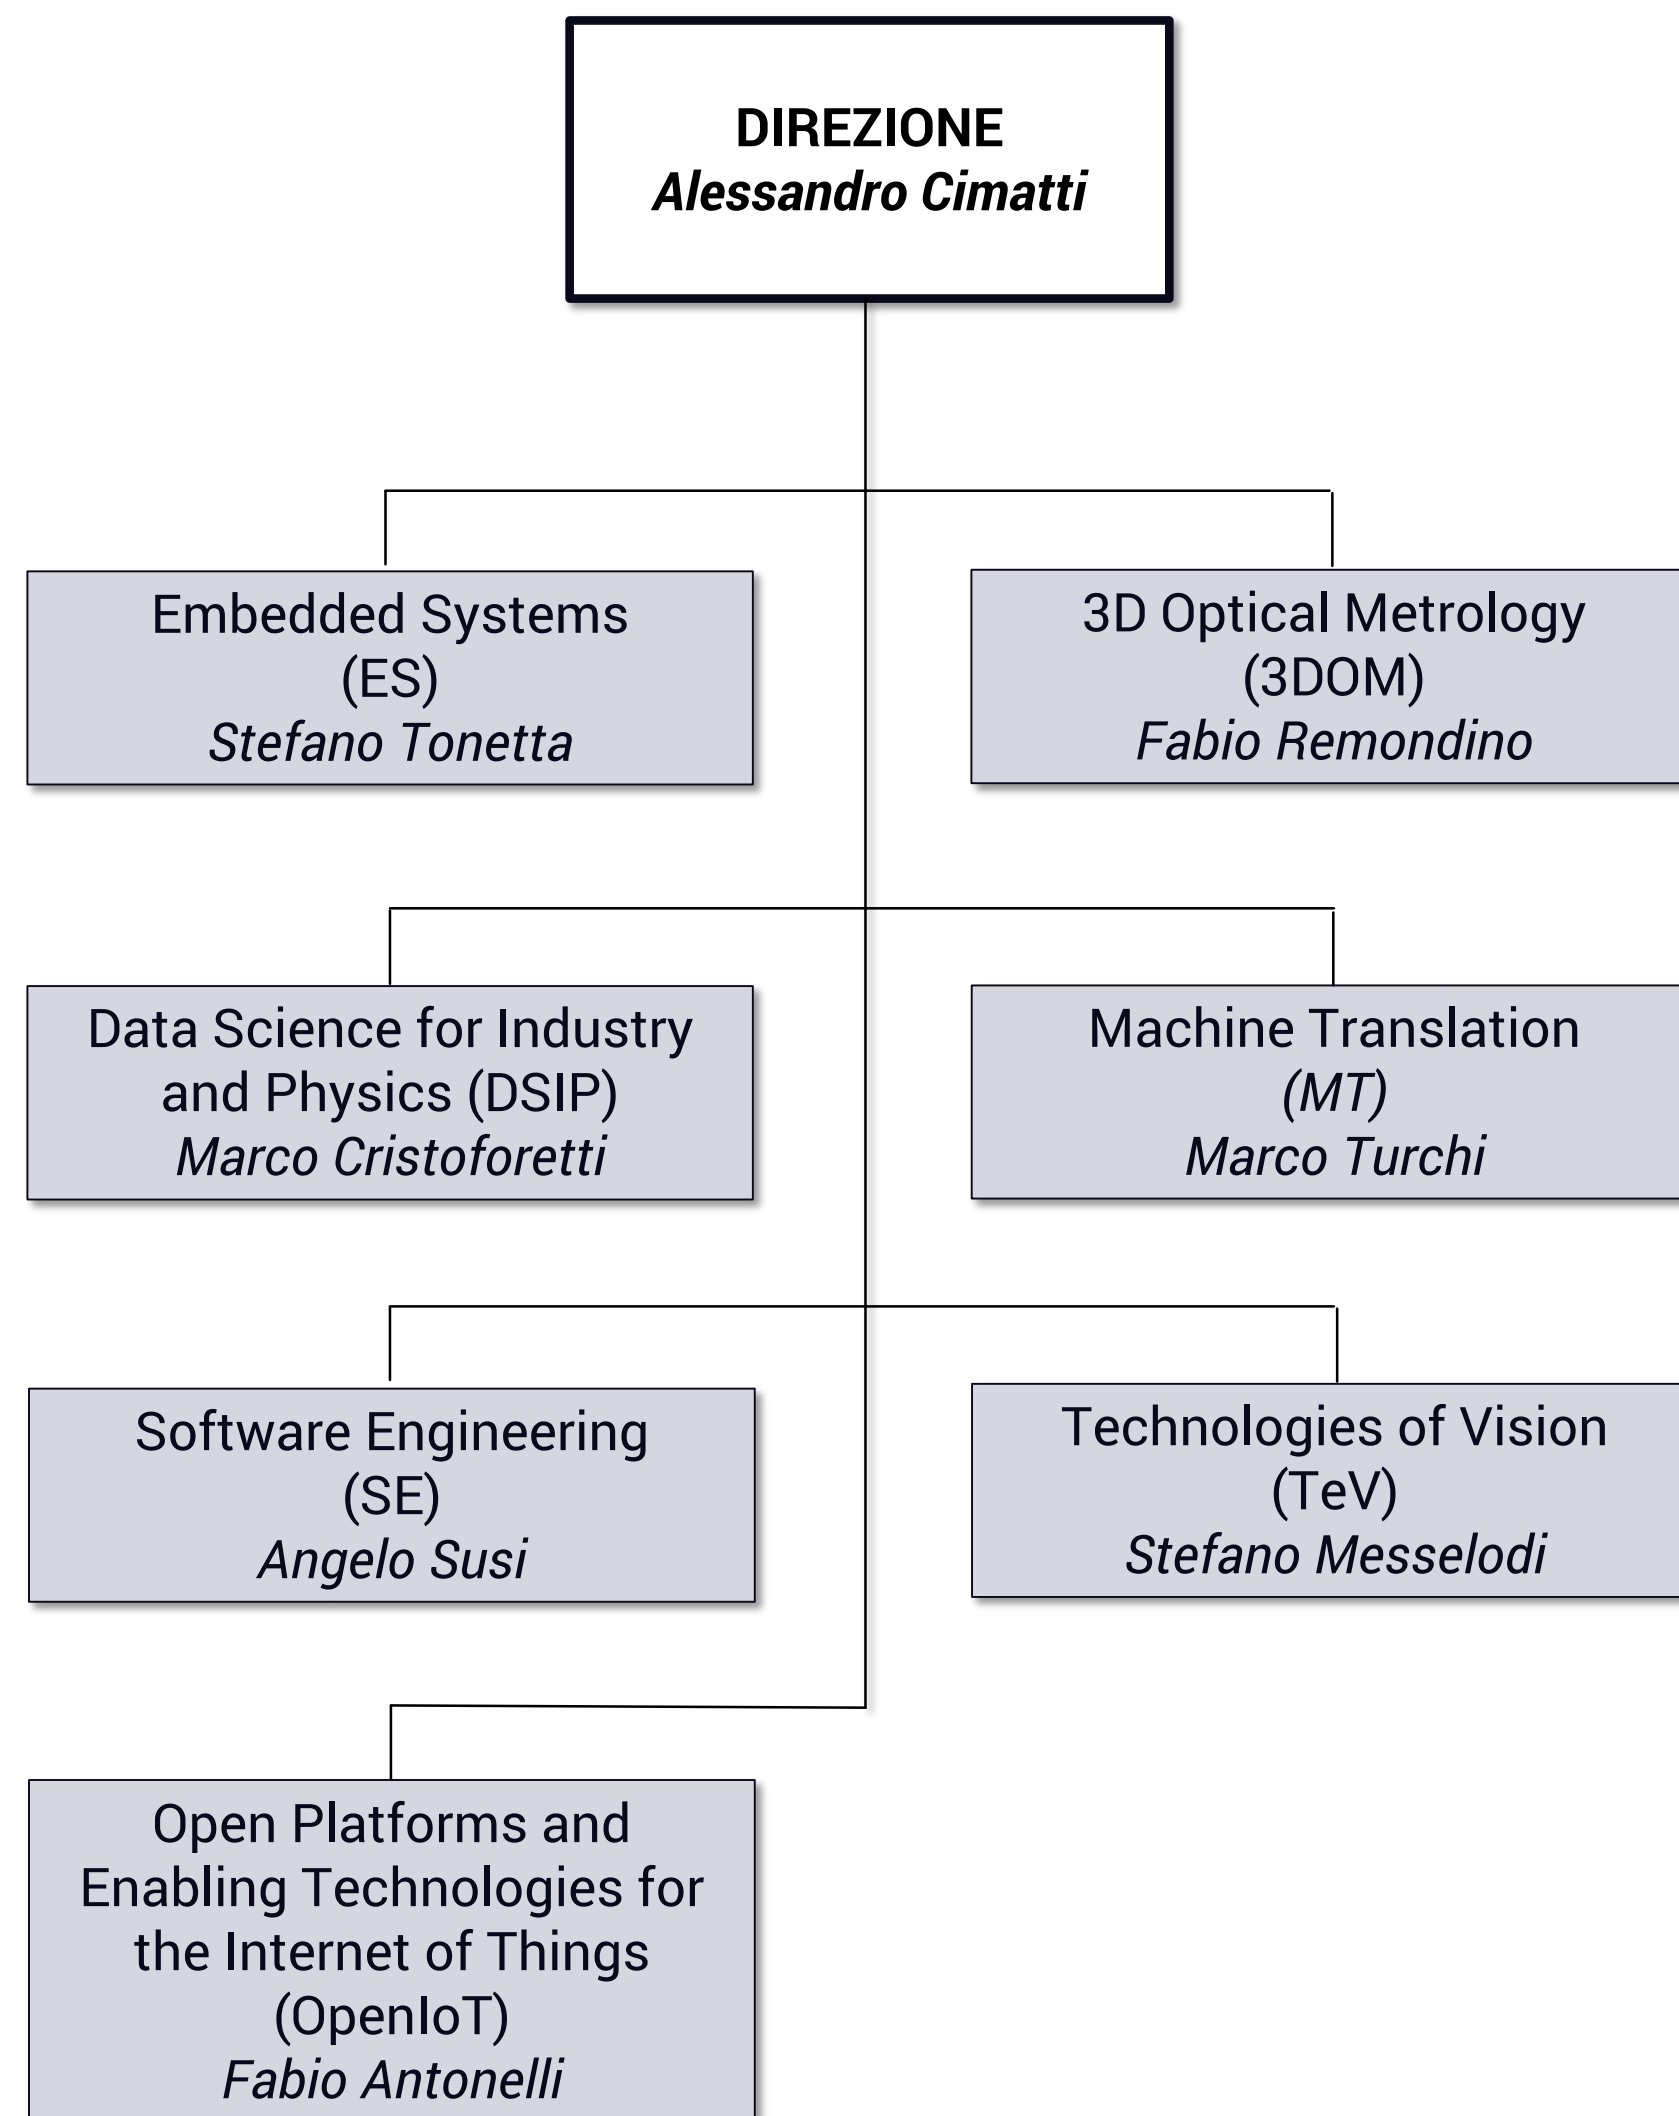 DIREZIONE
Alessandro Cimatti
Embedded Systems
(ES)
Stefano Tonetta
3D Optical Metrology
(3DOM)
Fabio Remondino
Data Science for Industry
and Physics (DSIP)
Marco Cristoforetti
Machine Translation
(MT)
Marco Turchi
Software Engineering
(SE)
Angelo Susi
Technologies of Vision
(TeV)
Stefano Messelodi
Open Platforms and
Enabling Technologies for
the Internet of Things
(OpenIoT)
Fabio Antonelli